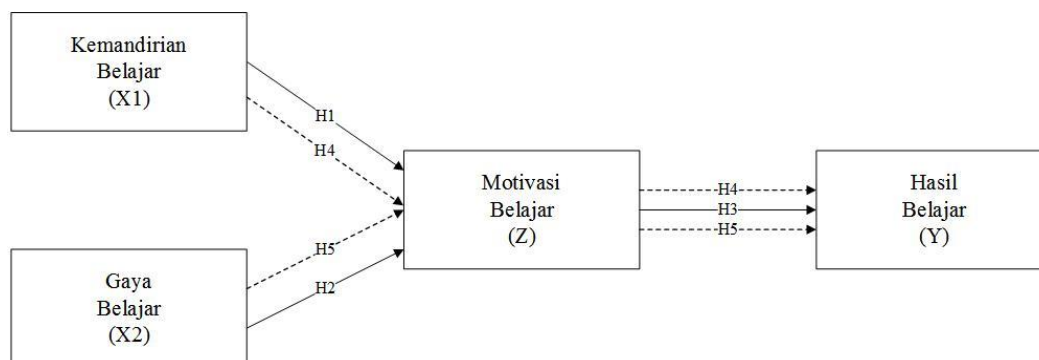 Kemandirian
Belajar
(X1)
H1
H4
Motivasi
Belajar
(Z)
H4
H3
H5
Hasil
Belajar
(Y)
H5
H2
Gaya
Belajar
(X2)